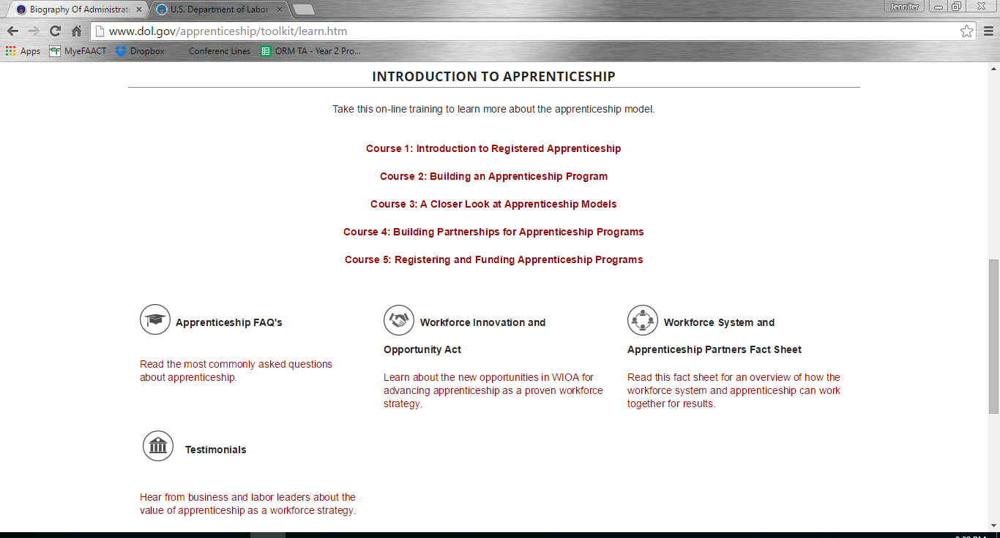 Biography Of Administrat
U.S. Department of Labor
Jennifer
www.dol.gov/apprenticeship/toolkit/learn.htm
Apps
MyeFAACT
Dropbox
Conferenc Lines
ORM TA - Year 2 Pro...
INTRODUCTION TO APPRENTICESHIP
Take this on-line training to learn more about the apprenticeship model.
Course 1: Introduction to Registered Apprenticeship
Course 2: Building an Apprenticeship Program
Course 3: A Closer Look at Apprenticeship Models
Course 4: Building Partnerships for Apprenticeship Programs
Course 5: Registering and Funding Apprenticeship Programs
Apprenticeship FAQ's
Read the most commonly asked questions
about apprenticeship.
Workforce Innovation and
Opportunity Act
Learn about the new opportunities in WIOA for
advancing apprenticeship as a proven workforce
strategy.
Workforce System and
Apprenticeship Partners Fact Sheet
Read this fact sheet for an overview of how the
workforce system and apprenticeship can work
together for results.
Testimonials
Hear from business and labor leaders about the
value of apprenticeship as a workforce strategy.